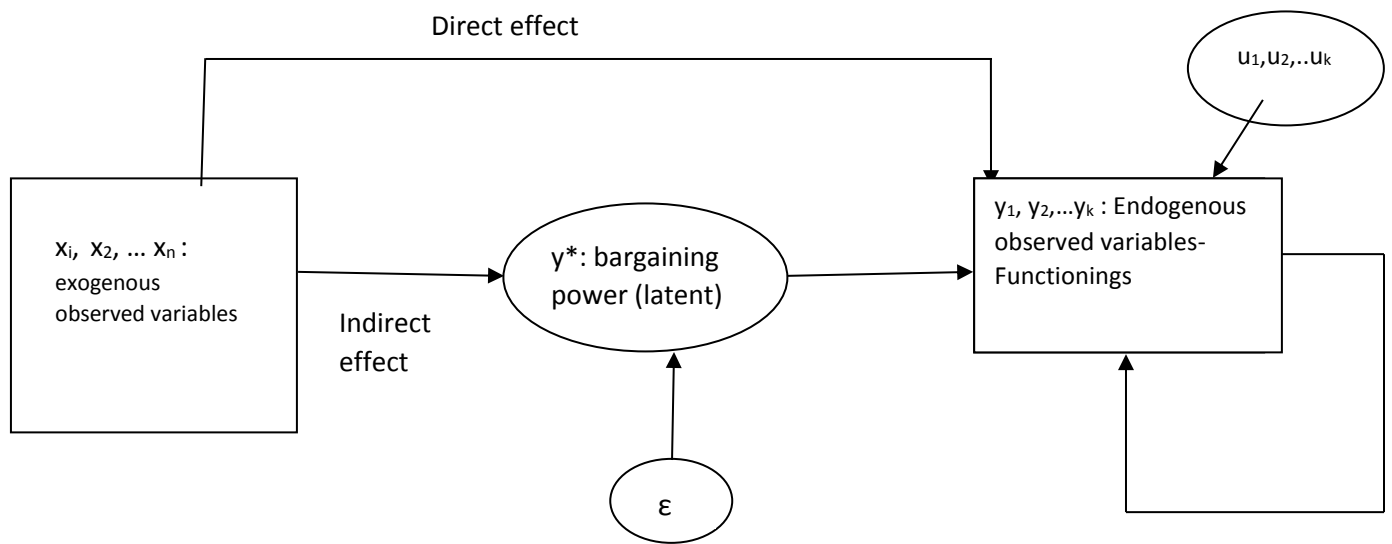 Direct effect
u₁,u₂,..uₖ
xᵢ, x₂, ... xₙ :
exogenous
observed variables
y*: bargaining
power (latent)
y₁, y₂,...yₖ : Endogenous
observed variables-
Functionings
Indirect
effect
ε